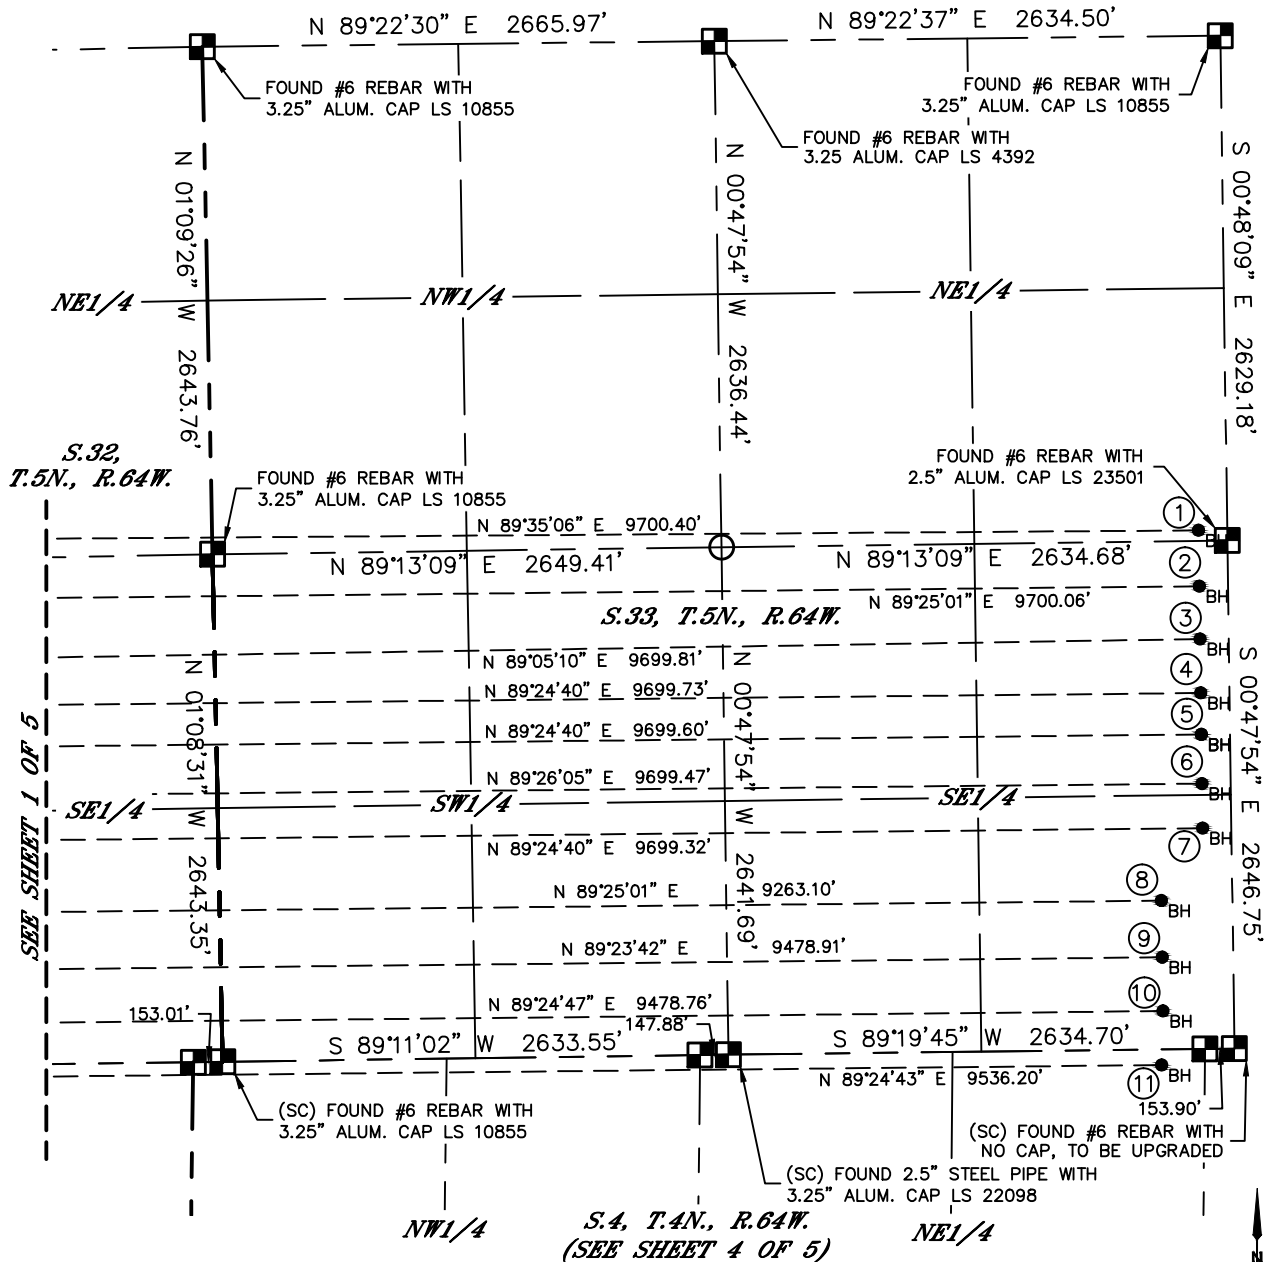 N 89°22'30" E 2665.97'
N 89°22'37" E 2634.50'
FOUND #6 REBAR WITH
3.25" ALUM. CAP LS 10855
FOUND #6 REBAR WITH
3.25 ALUM. CAP LS 4392
FOUND #6 REBAR WITH
3.25" ALUM. CAP LS 10855
N 01°09'26" W 2643.76'
N 00°47'54" W 2636.44'
S 00°48'09" E 2629.18'
NE1/4
NW1/4
NE1/4
S.32,
T.5N., R.64W.
FOUND #6 REBAR WITH
3.25" ALUM. CAP LS 10855
FOUND #6 REBAR WITH
2.5" ALUM. CAP LS 23501
N 89°35'06" E 9700.40'
1
BH
N 89°13'09" E 2649.41'
N 89°13'09" E 2634.68'
2
BH
N 89°25'01" E 9700.06'
S.33, T.5N., R.64W.
3
BH
N 89°05'10" E 9699.81'
N 89°24'40" E 9699.73'
4
BH
N 89°24'40" E 9699.60'
5
BH
N 89°26'05" E 9699.47'
6
BH
N 01°08'31" W 2643.35'
N 00°47'54" W 2641.69'
S 00°47'54" E 2646.75'
SEE SHEET 1 OF 5
SE1/4
SW1/4
SE1/4
N 89°24'40" E 9699.32'
7
N 89°25'01" E 9263.10'
8
BH
N 89°23'42" E 9478.91'
9
BH
N 89°24'47" E 9478.76'
10
BH
153.01'
147.88'
S 89°11'02" W 2633.55'
S 89°19'45" W 2634.70'
N 89°24'43" E 9536.20'
11
BH
153.90'
(SC) FOUND #6 REBAR WITH
3.25" ALUM. CAP LS 10855
(SC) FOUND #6 REBAR WITH
NO CAP, TO BE UPGRADED
(SC) FOUND 2.5" STEEL PIPE WITH
3.25" ALUM. CAP LS 22098
NW1/4
S.4, T.4N., R.64W.
(SEE SHEET 4 OF 5)
NE1/4